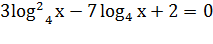 3log²₄x − 7log₄x + 2 = 0